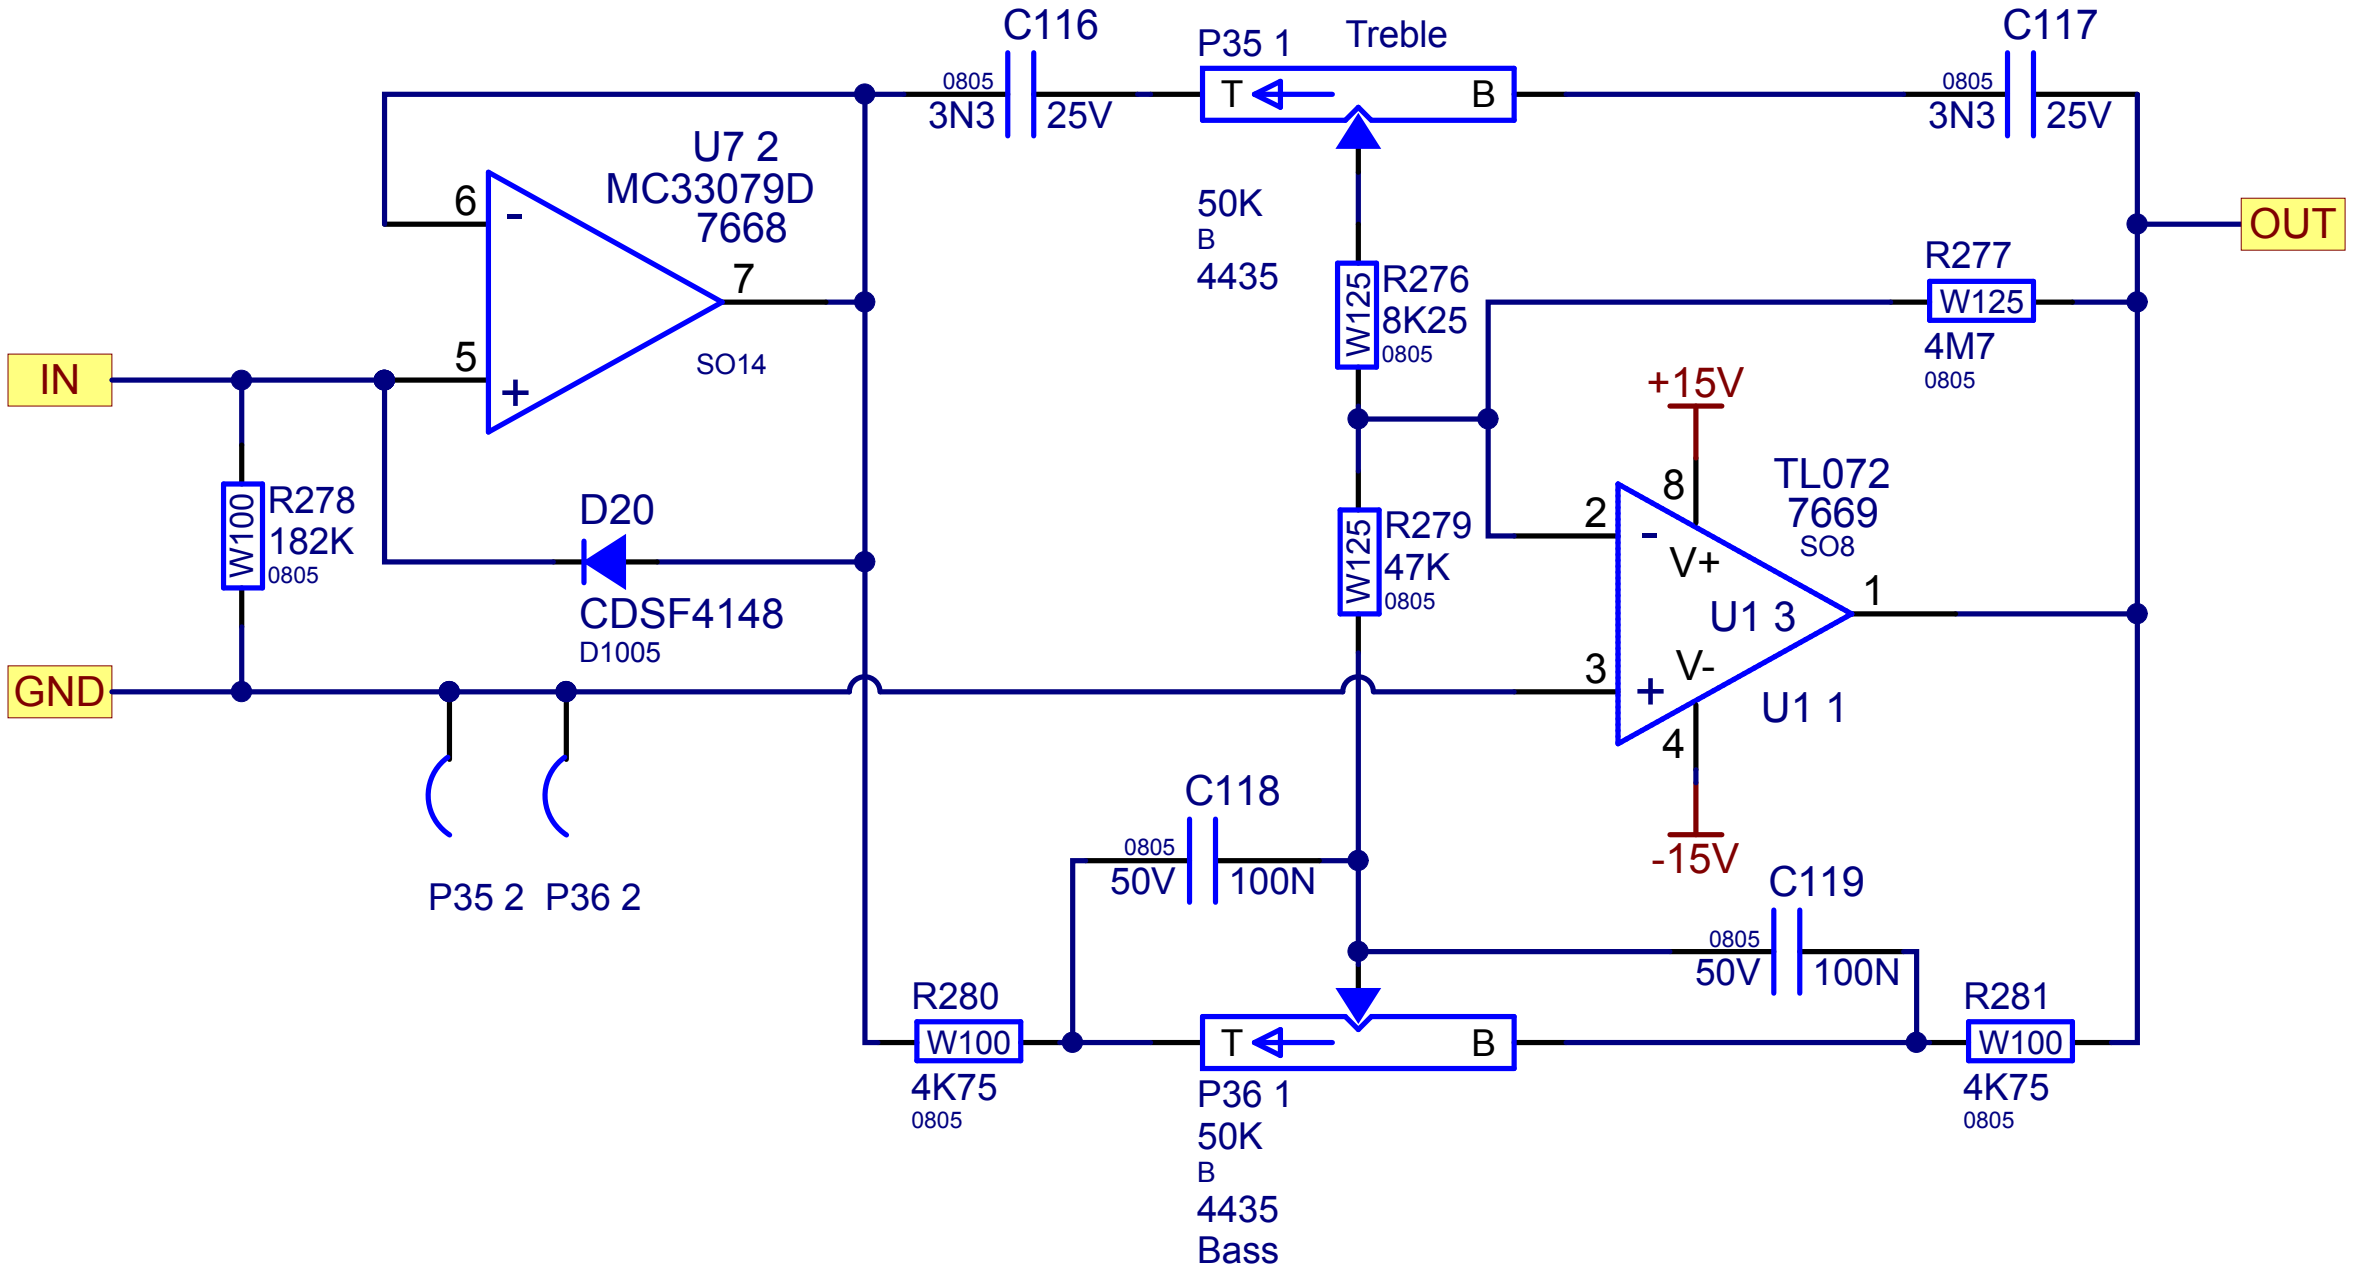 C116
0805
3N3
25V
P35 1
Treble
T
B
C117
0805
3N3
25V
U7 2
MC33079D
7668
6
-
7
5
+
SO14
50K
B
4435
W125
R276
8K25
0805
OUT
R277
W125
4M7
0805
IN
+15V
R278
W100
182K
0805
D20
CDSF4148
D1005
R279
W125
47K
0805
TL072
7669
SO8
8
2
-
V+
1
U1 3
V-
3
+
4
U1 1
-15V
GND
P35 2
P36 2
C118
0805
50V
100N
C119
0805
50V
100N
R280
W100
4K75
0805
T
B
P36 1
50K
B
4435
Bass
R281
W100
4K75
0805